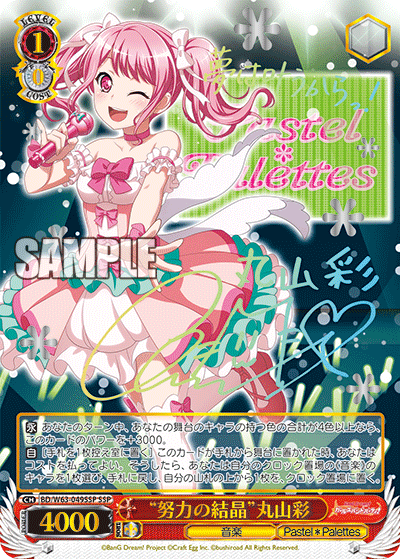 LEVEL
1
0
COST
Pastel
Palettes
SAMPLE
丸山彩
永 あなたのターン中、あなたの舞台のキャラの持つ色の合計が4色以上なら、
このカードのパワーを+3000。
自 [手札を1枚控え室に置く] このカードが手札から舞台に置かれた時、あなたは
コストを払ってよい。そうしたら、あなたは自分のクロック置場の《音楽》の
キャラを1枚選び、手札に戻し、自分の山札の上から1枚を、クロック置場に置く。
CH BD/W63-049SSP SSP
4000
“努力の結晶”丸山彩
音楽
Pastel*Palettes
©BanG Dream! Project ©Craft Egg Inc. ©bushiroad All Rights Reserved.